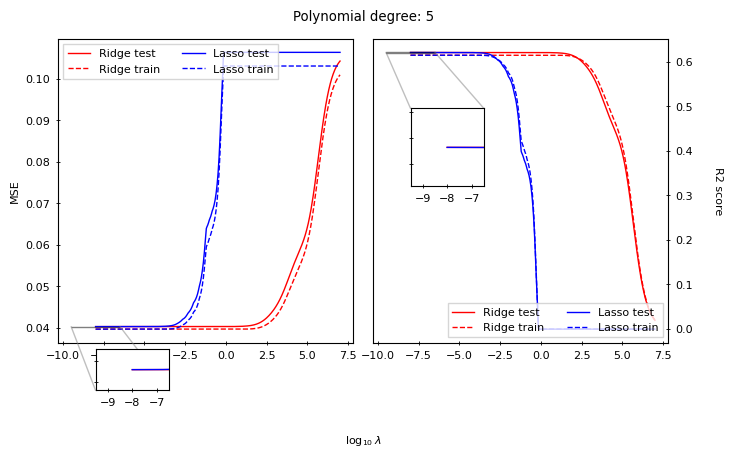 Polynomial degree: 5
Ridge test
Ridge train
Lasso test
Lasso train
MSE
0.10
0.09
0.08
0.07
0.06
0.05
0.04
−10.0 −2.5 0.0 2.5 5.0 7.5
−9 −8 −7
0.6
0.5
0.4
0.3
0.2
0.1
0.0
R2 score
−9 −8 −7
Ridge test
Ridge train
Lasso test
Lasso train
−10.0 −7.5 −5.0 −2.5 0.0 2.5 5.0 7.5
log₁₀ λ